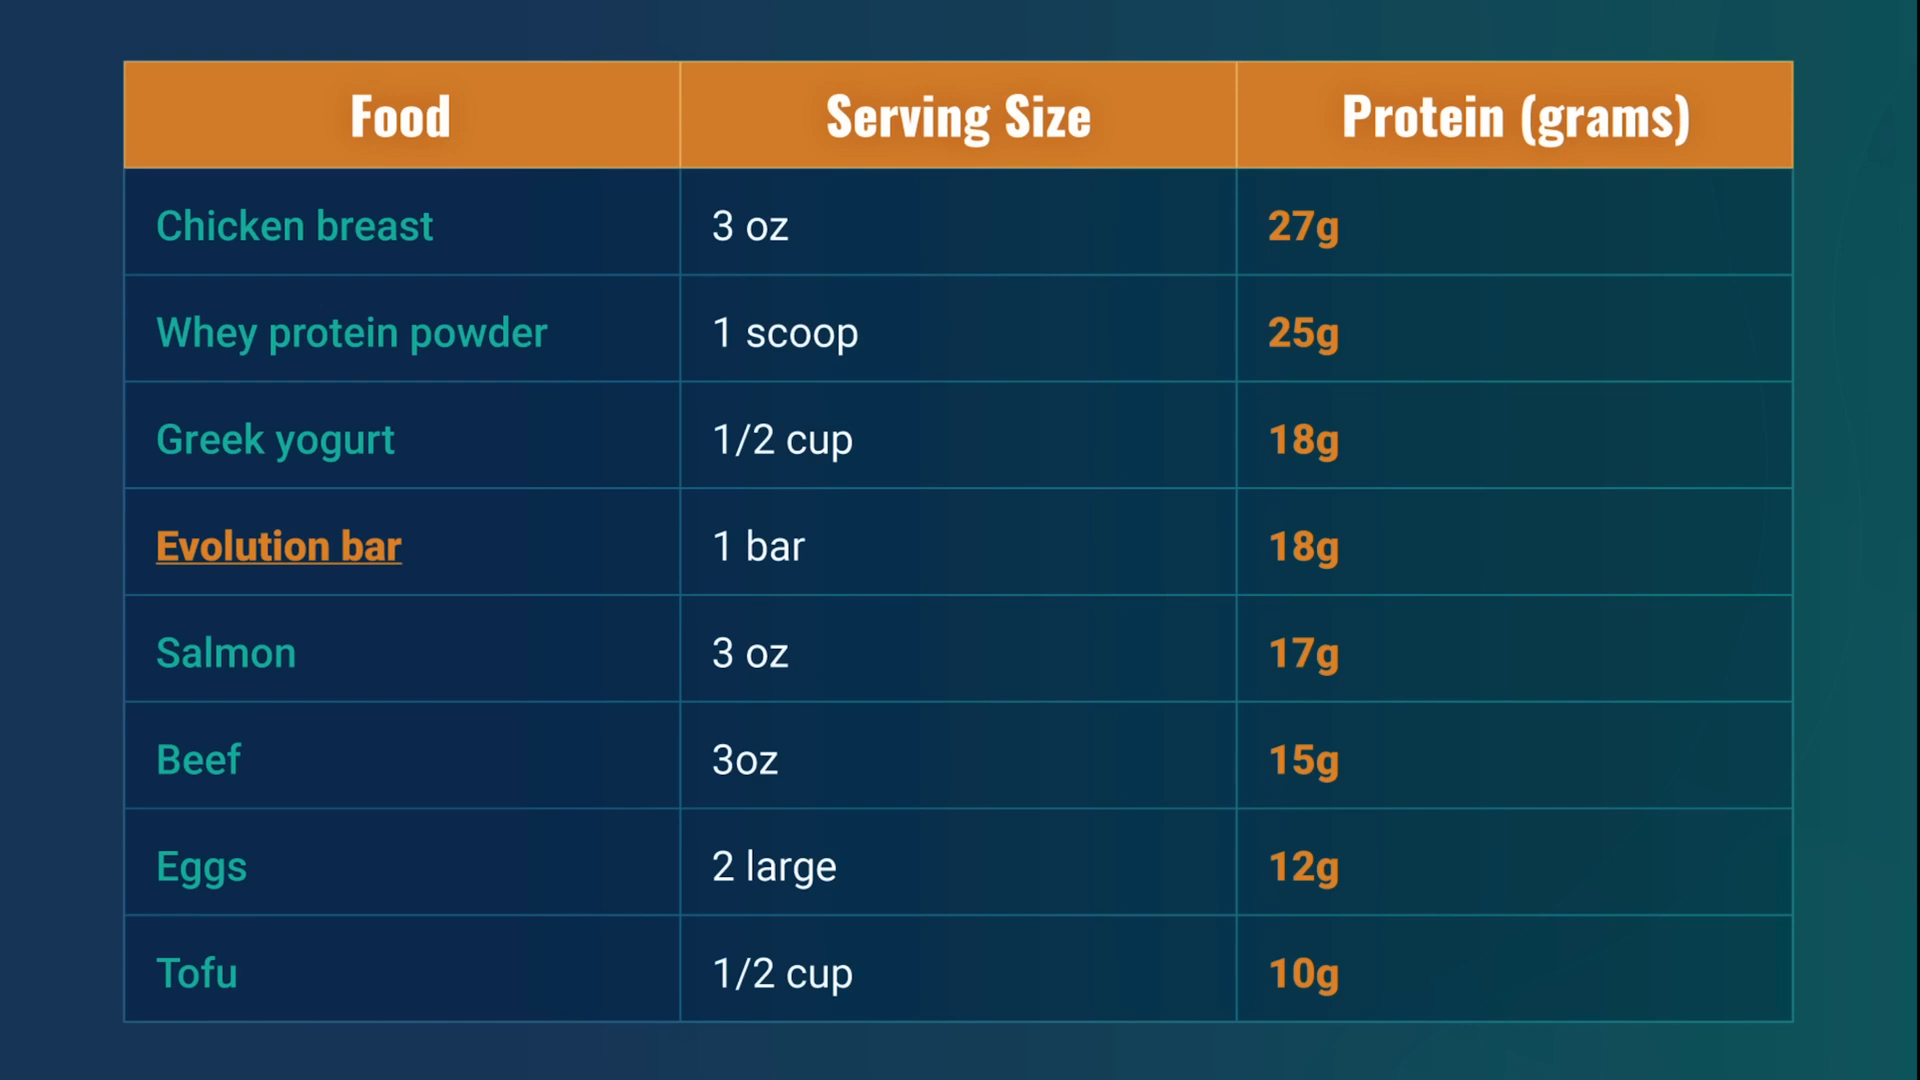 Food Serving Size Protein (grams)
Chicken breast 3 oz 27g
Whey protein powder 1 scoop 25g
Greek yogurt 1/2 cup 18g
Evolution bar 1 bar 18g
Salmon 3 oz 17g
Beef 3oz 15g
Eggs 2 large 12g
Tofu 1/2 cup 10g